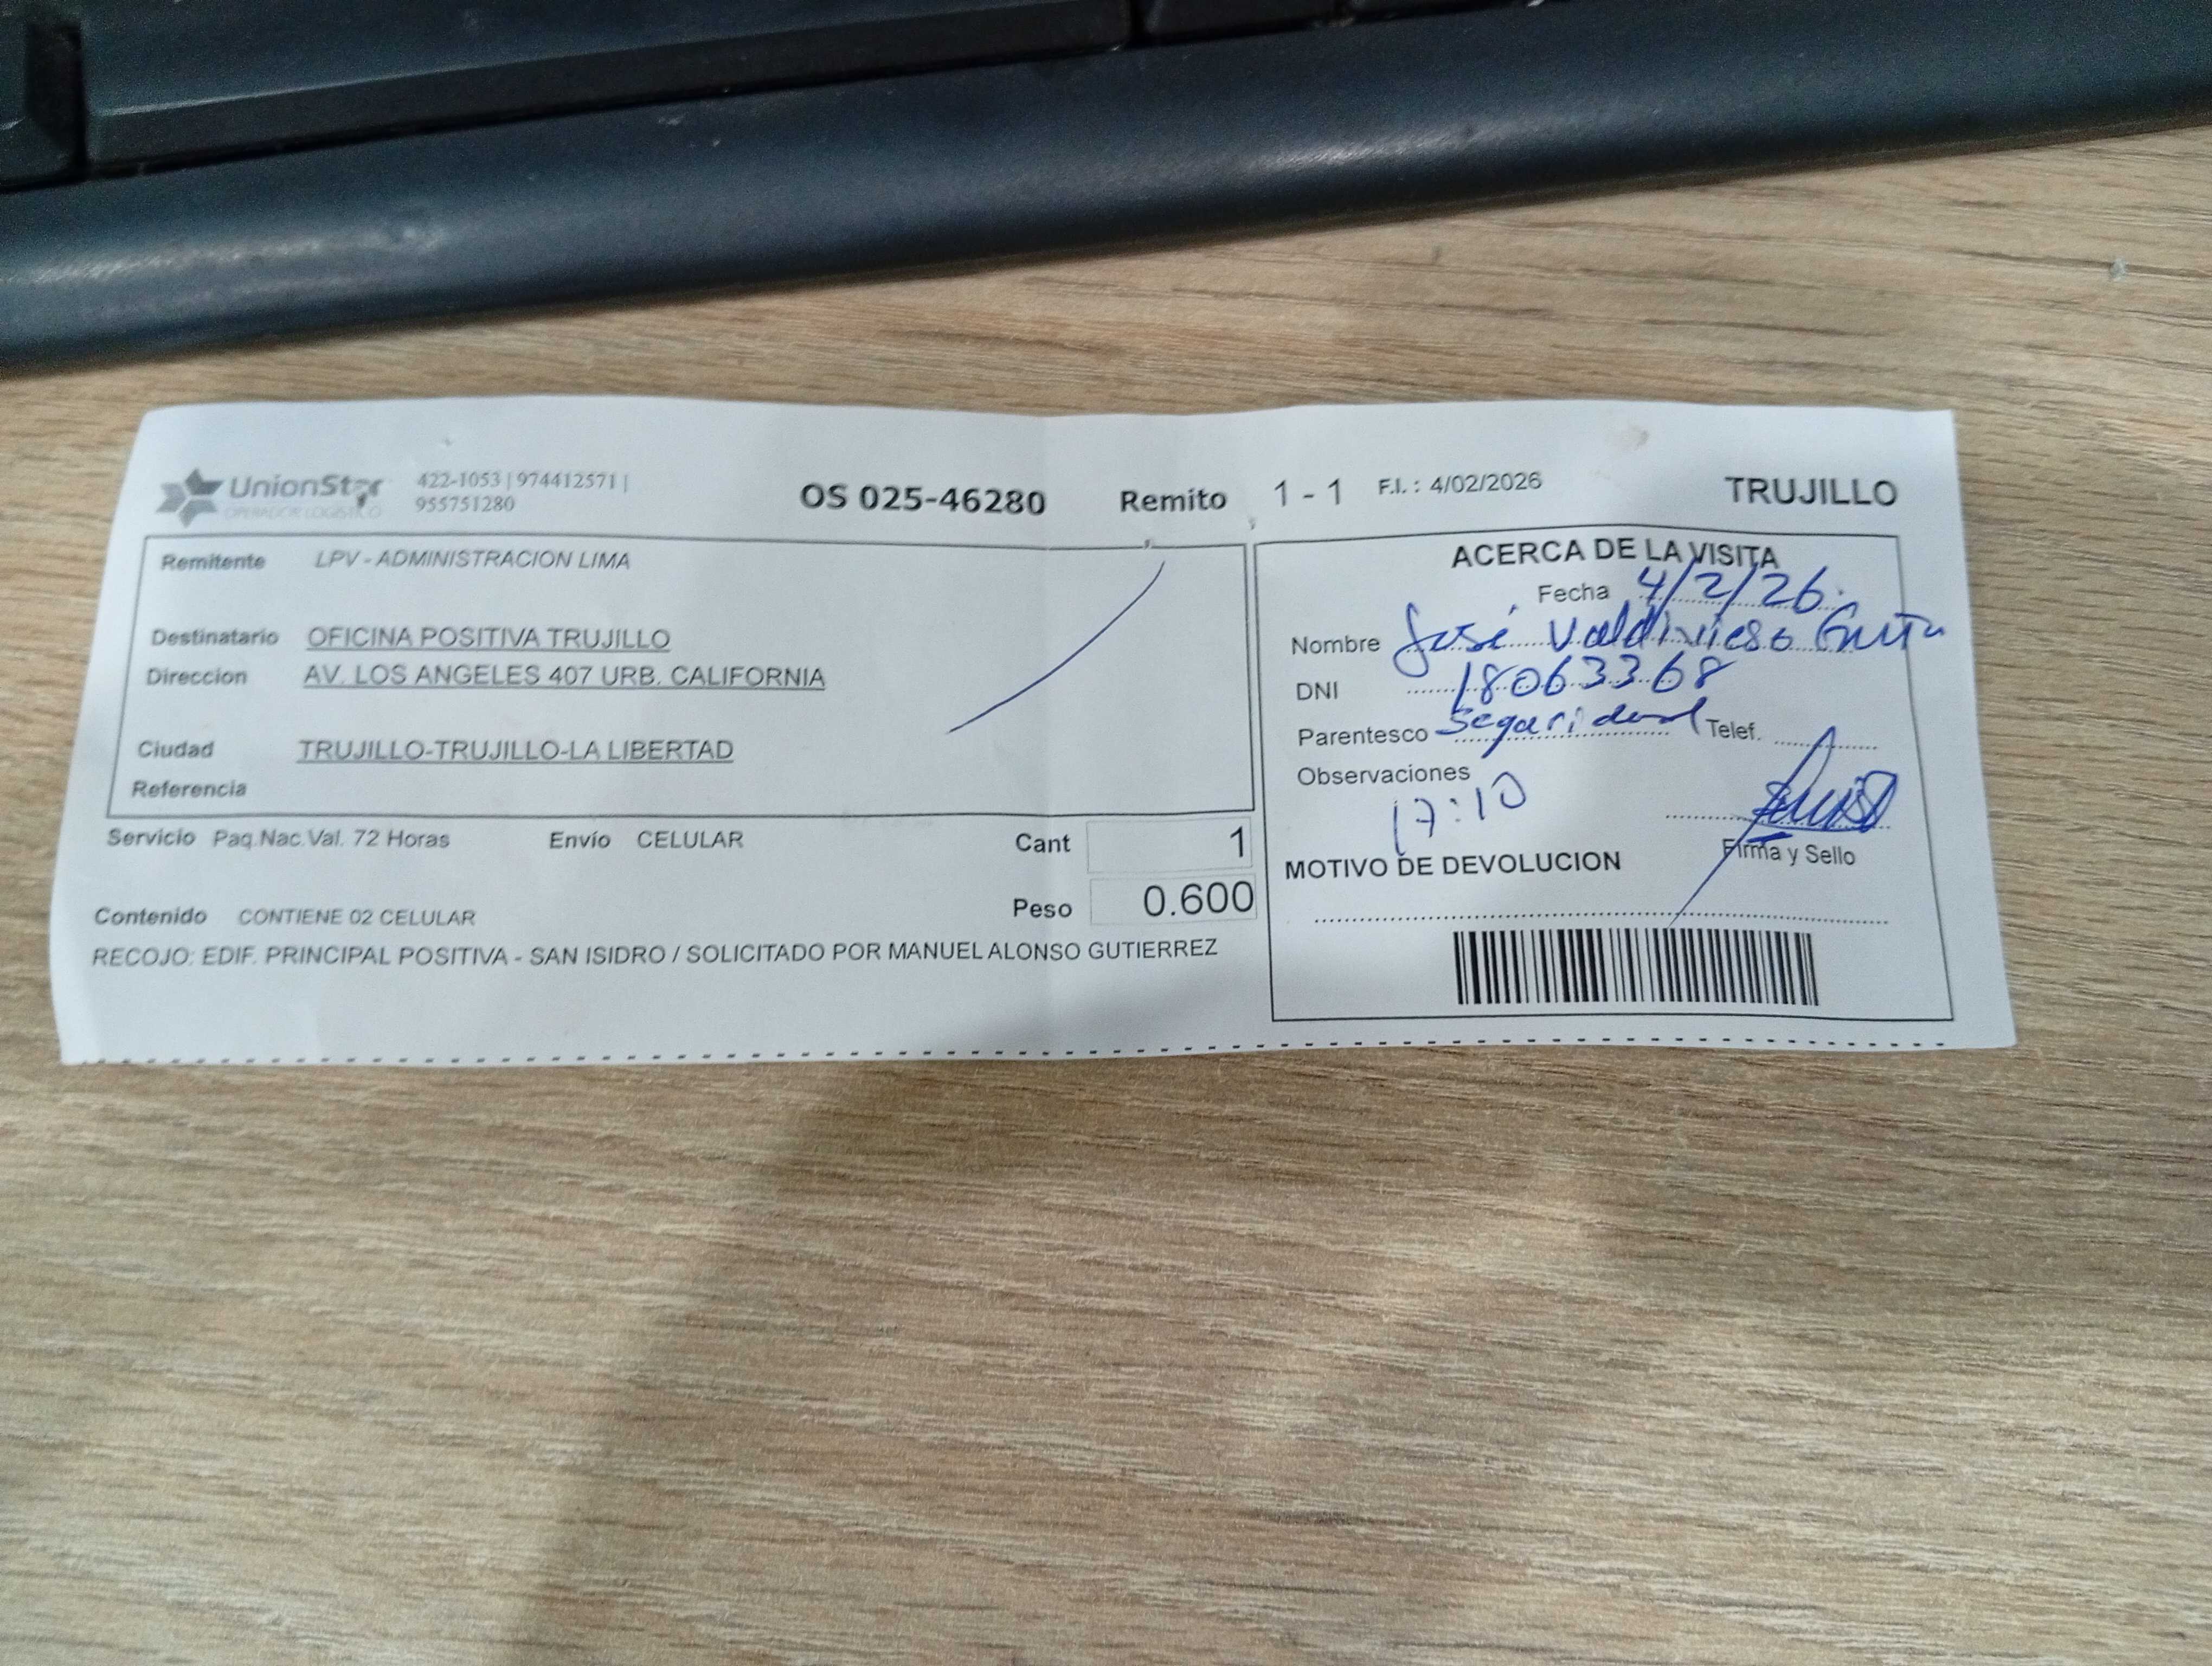 UnionStar
OPERADOR LOGISTICO
422-1053 | 974412571 |
955751280
OS 025-46280 Remito 1 - 1 F.I. : 4/02/2026 TRUJILLO
Remitente LPV - ADMINISTRACION LIMA
Destinatario OFICINA POSITIVA TRUJILLO
Direccion AV. LOS ANGELES 407 URB. CALIFORNIA
Ciudad TRUJILLO-TRUJILLO-LA LIBERTAD
Referencia
Servicio Paq.Nac.Val. 72 Horas Envío CELULAR Cant 1
Peso 0.600
Contenido CONTIENE 02 CELULAR
RECOJO: EDIF. PRINCIPAL POSITIVA - SAN ISIDRO / SOLICITADO POR MANUEL ALONSO GUTIERREZ
ACERCA DE LA VISITA
Fecha 4/2/26.
Nombre José Valdivieso
DNI 18063368
Parentesco Seguridad Telef.
Observaciones
17:10
Firma y Sello
MOTIVO DE DEVOLUCION